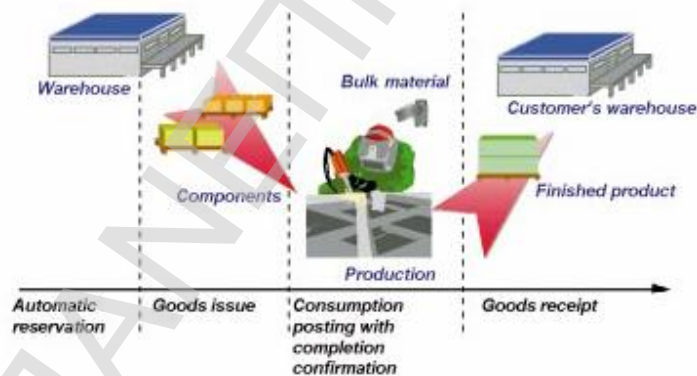 Warehouse
Bulk material
Customer's warehouse
Components
Finished product
Production
Automatic
reservation
Goods issue
Consumption
posting with
completion
confirmation
Goods receipt